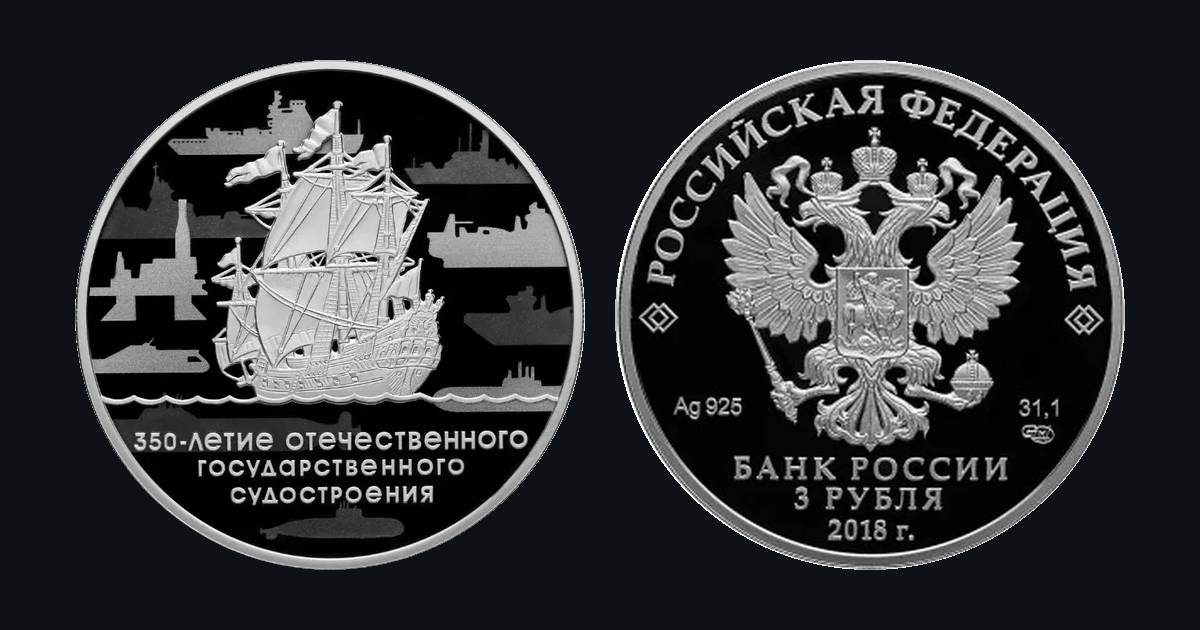 350-летие отечественного
государственного
судостроения
РОССИЙСКАЯ ФЕДЕРАЦИЯ
Ag 925
31,1
БАНК РОССИИ
3 РУБЛЯ
2018 г.